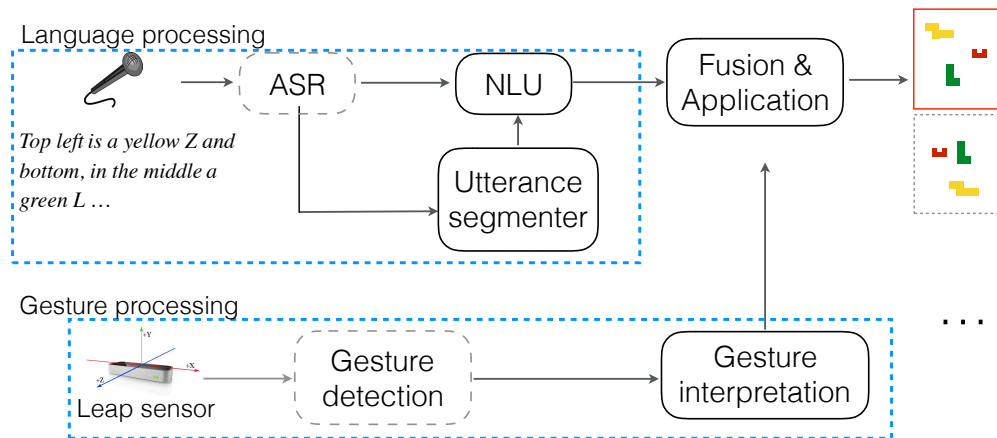 Language processing
ASR
NLU
Fusion &
Application
Top left is a yellow Z and
bottom, in the middle a
green L …
Utterance
segmenter
Gesture processing
+Y
+X
+Z
Leap sensor
Gesture
detection
Gesture
interpretation
...